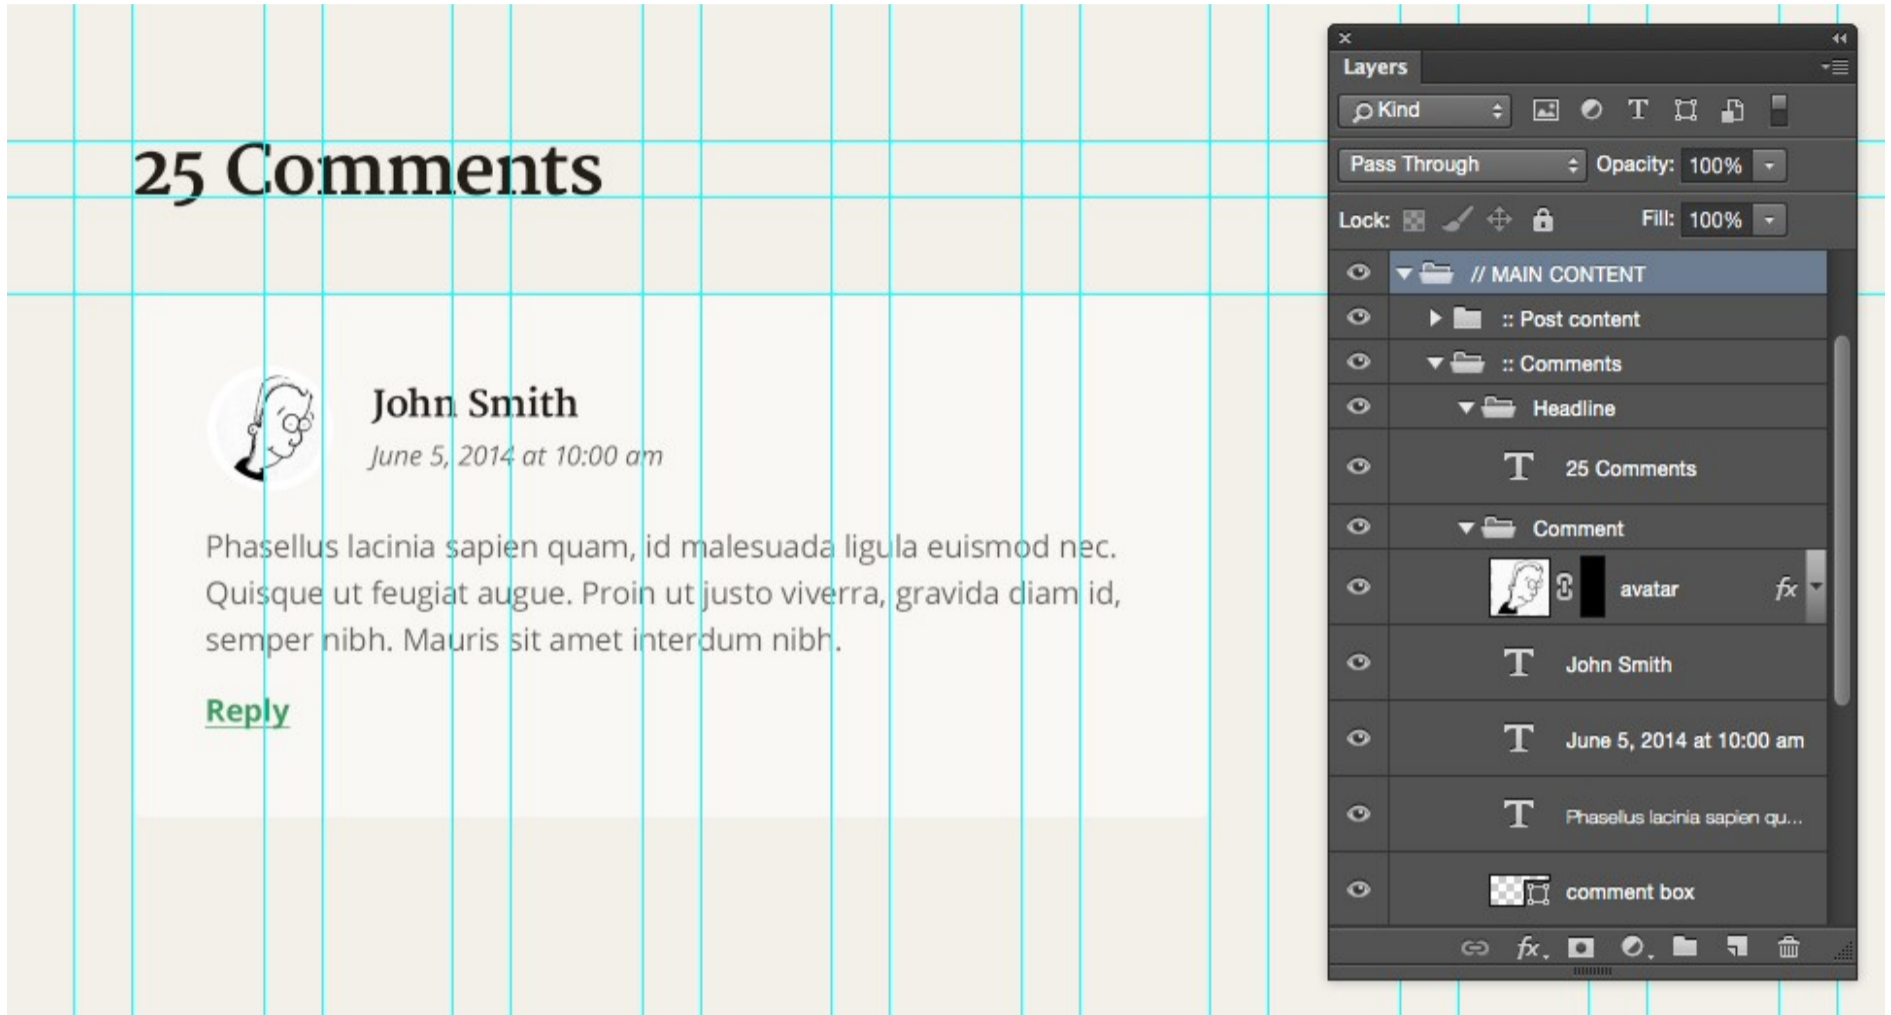 25 Comments
John Smith
June 5, 2014 at 10:00 am
Phasellus lacinia sapien quam, id malesuada ligula euismod nec.
Quisque ut feugiat augue. Proin ut justo viverra, gravida diam id,
semper nibh. Mauris sit amet interdum nibh.
Reply
Layers
Kind
T
Pass Through Opacity: 100%
Lock: Fill: 100%
// MAIN CONTENT
:: Post content
:: Comments
Headline
T 25 Comments
Comment
avatar fx
T John Smith
T June 5, 2014 at 10:00 am
T Phasellus lacinia sapien qu...
comment box
fx